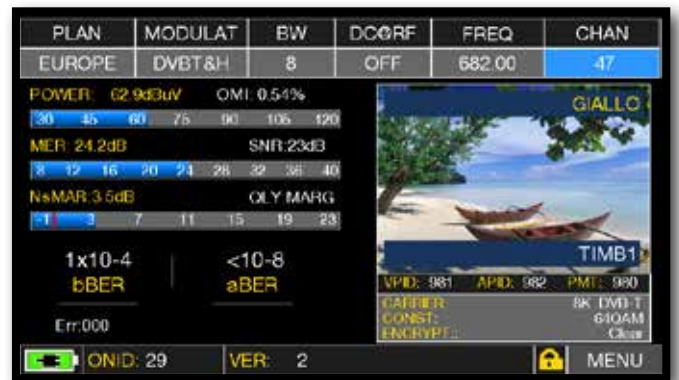 PLAN MODULAT BW DC@RF FREQ CHAN
EUROPE DVBT&H 8 OFF 682.00 47
POWER: 62.9dBuV OMI: 0.54%
30 45 60 75 90 105 120
MER: 24.2dB SNR:23dB
8 12 16 20 24 28 32 36 40
NsMAR:3.5dB QLY MARG
-1 3 7 11 15 19 23
1x10-4 <10-8
bBER aBER
Err:000
GIALLO
TIMB1
VPID: 981 APID: 982 PMT: 980
CARRIER: 8K DVB-T
CONST: 64QAM
ENCRYPT.: Clear
ONID: 29 VER: 2 MENU